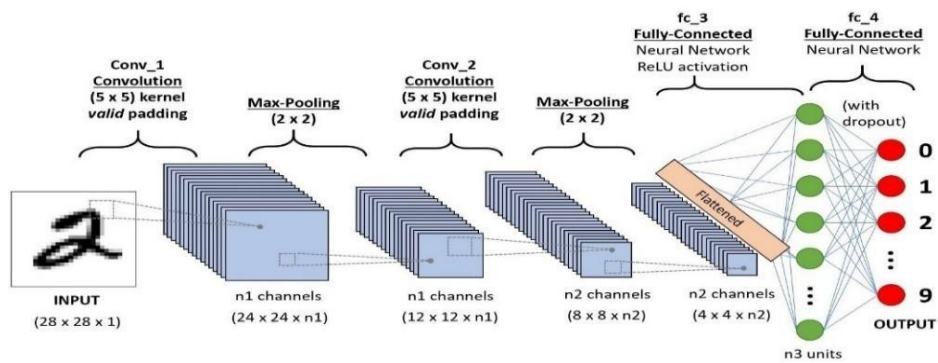 fc_3
Fully-Connected
Neural Network
ReLU activation
fc_4
Fully-Connected
Neural Network
Conv_1
Convolution
(5 x 5) kernel
valid padding
Max-Pooling
(2 x 2)
Conv_2
Convolution
(5 x 5) kernel
valid padding
Max-Pooling
(2 x 2)
(with
dropout)
INPUT
(28 x 28 x 1)
n1 channels
(24 x 24 x n1)
n1 channels
(12 x 12 x n1)
n2 channels
(8 x 8 x n2)
n2 channels
(4 x 4 x n2)
Flattened
n3 units
0
1
2
9
OUTPUT